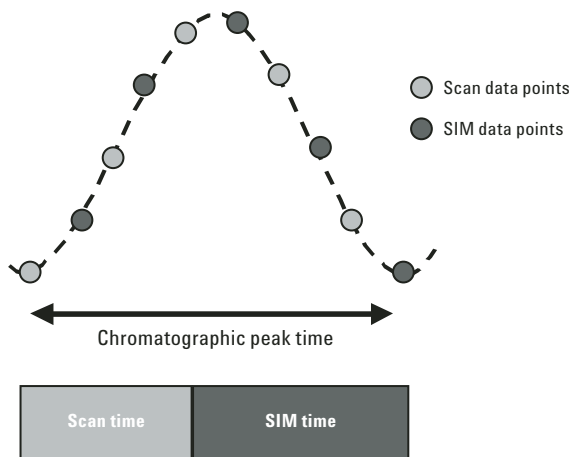 Scan data points
SIM data points
Chromatographic peak time
Scan time
SIM time